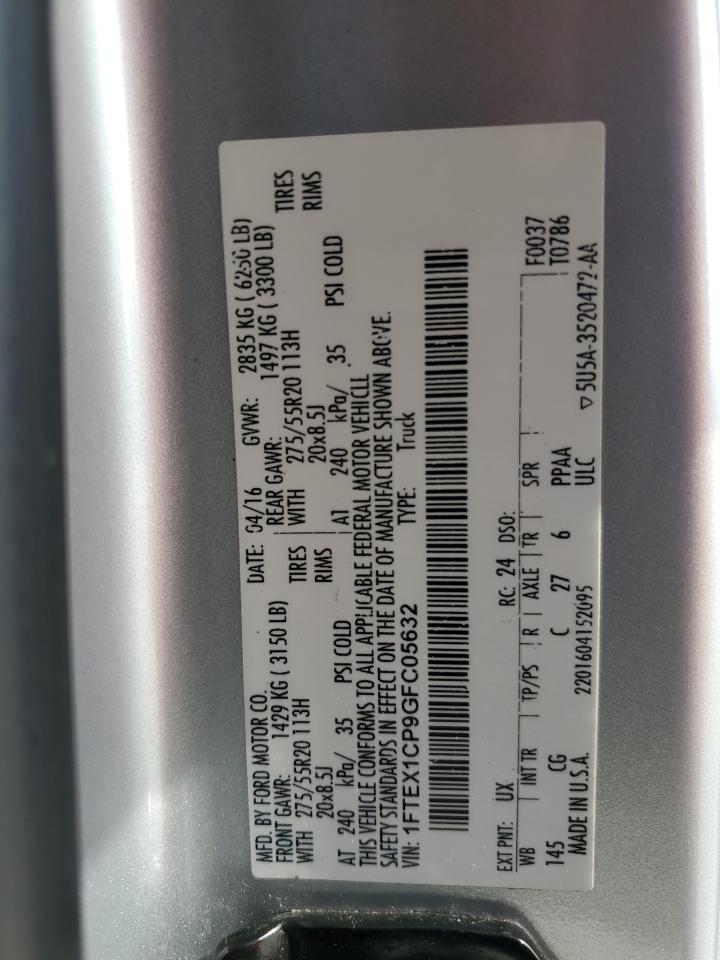 MFD. BY FORD MOTOR CO. DATE: 04/16 GVWR: 2835 KG ( 6250 LB)
FRONT GAWR: 1429 KG ( 3150 LB) REAR GAWR: 1497 KG ( 3300 LB)
WITH 275/55R20 113H TIRES WITH 275/55R20 113H TIRES
20x8.5J RIMS 20x8.5J RIMS
AT 240 kPa/ 35 PSI COLD AT 240 kPa/ 35 PSI COLD
THIS VEHICLE CONFORMS TO ALL APPLICABLE FEDERAL MOTOR VEHICLE
SAFETY STANDARDS IN EFFECT ON THE DATE OF MANUFACTURE SHOWN ABOVE.
VIN: 1FTEX1CP9GFC05632 TYPE: Truck
EXT PNT: UX RC: 24 DSO: F0037
WB INT TR TP/PS R AXLE TR SPR T0786
145 CG C 27 6 PPAA
MADE IN U.S.A. 2201604152095 ULC ▽5U5A-3520472-AA